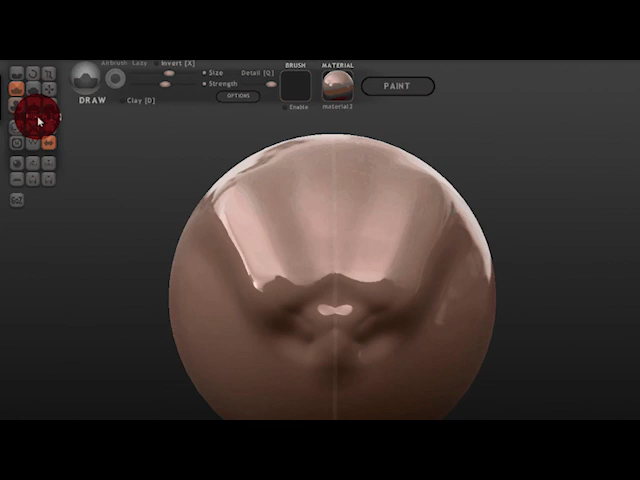 Airbrush Lazy Invert [X]
Size Detail [Q]
Strength
OPTIONS
DRAW Clay [D]
BRUSH
Enable
MATERIAL
material2
PAINT